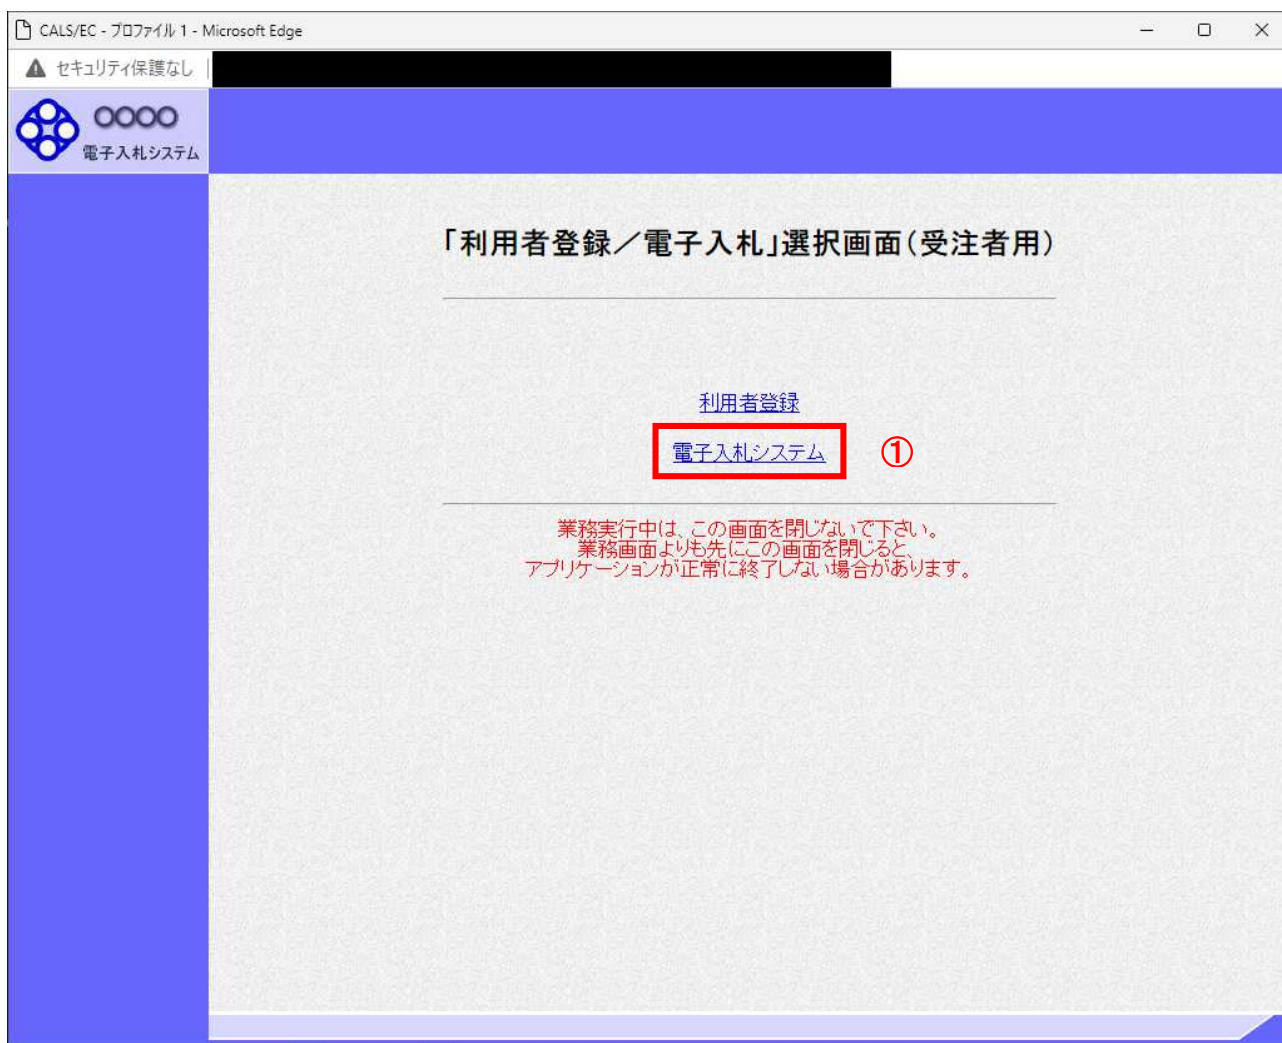 CALS/EC - プロファイル 1 - Microsoft Edge
セキュリティ保護なし
○○○○
電子入札システム
「利用者登録／電子入札」選択画面(受注者用)
利用者登録
電子入札システム ①
業務実行中は、この画面を閉じないで下さい。
業務画面よりも先にこの画面を閉じると、
アプリケーションが正常に終了しない場合があります。